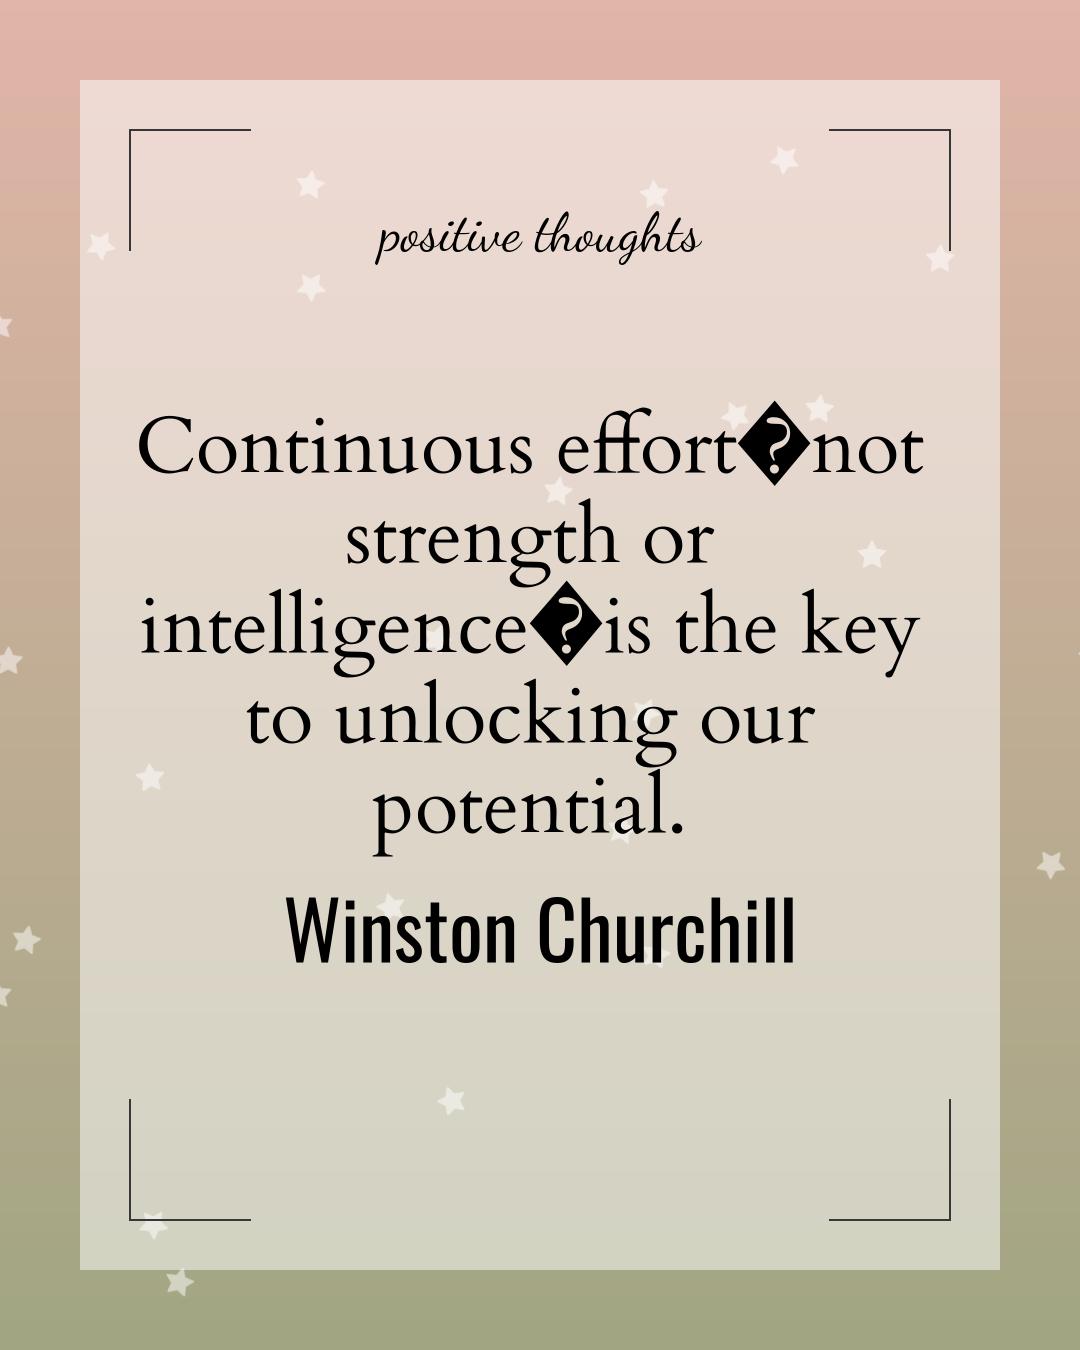 positive thoughts
Continuous effort�not
strength or
intelligence�is the key
to unlocking our
potential.
Winston Churchill